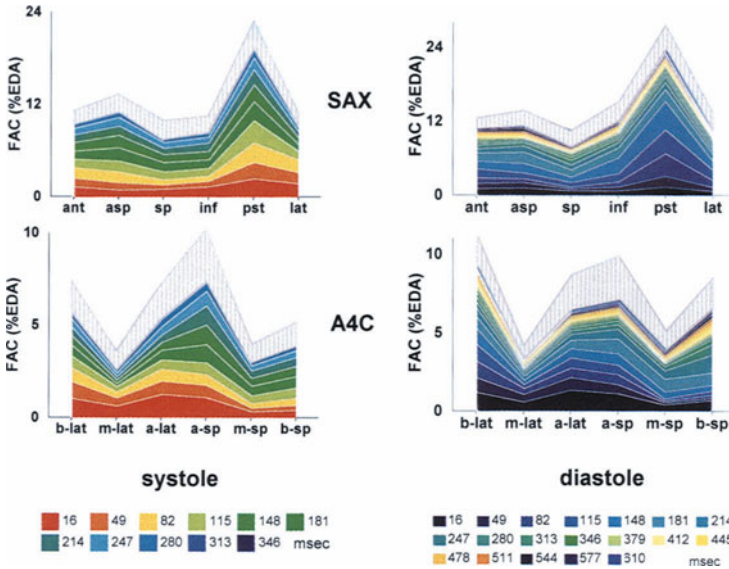 24
12
0
FAC (%EDA)
ant asp sp inf pst lat
SAX
24
12
0
FAC (%EDA)
ant asp sp inf pst lat
10
5
0
FAC (%EDA)
b-lat m-lat a-lat a-sp m-sp b-sp
A4C
10
5
0
FAC (%EDA)
b-lat m-lat a-lat a-sp m-sp b-sp
systole
diastole
16 49 82 115 148 181
214 247 280 313 346 msec
16 49 82 115 148 181 214
247 280 313 346 379 412 445
478 511 544 577 610 msec